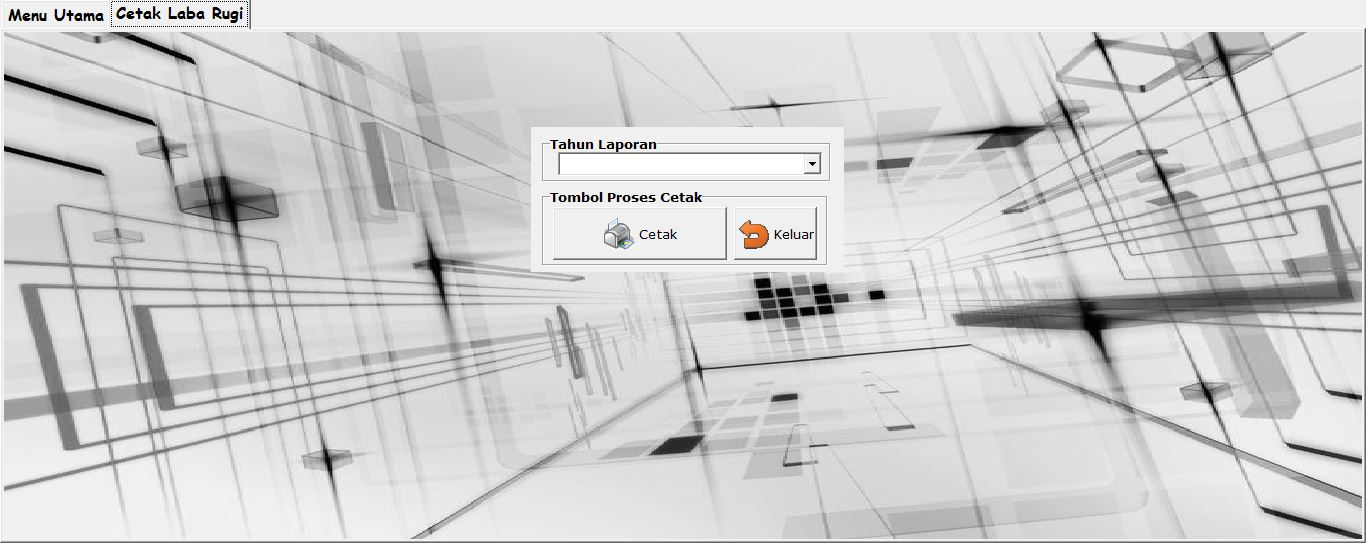 Menu Utama
Cetak Laba Rugi
Tahun Laporan
Tombol Proses Cetak
Cetak
Keluar